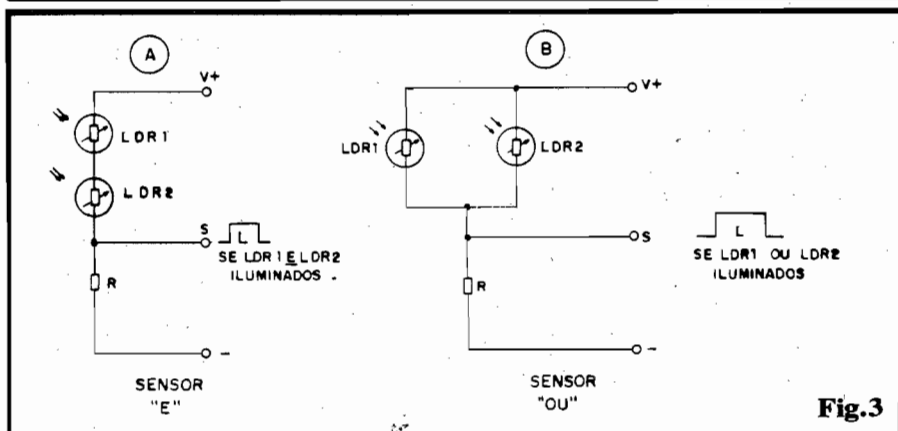 A
V+
LDR1
LDR2
S
L
SE LDR1 E LDR2
ILUMINADOS
R
-
SENSOR
"E"
B
V+
LDR1
LDR2
S
L
SE LDR1 OU LDR2
ILUMINADOS
R
-
SENSOR
"OU"
Fig.3